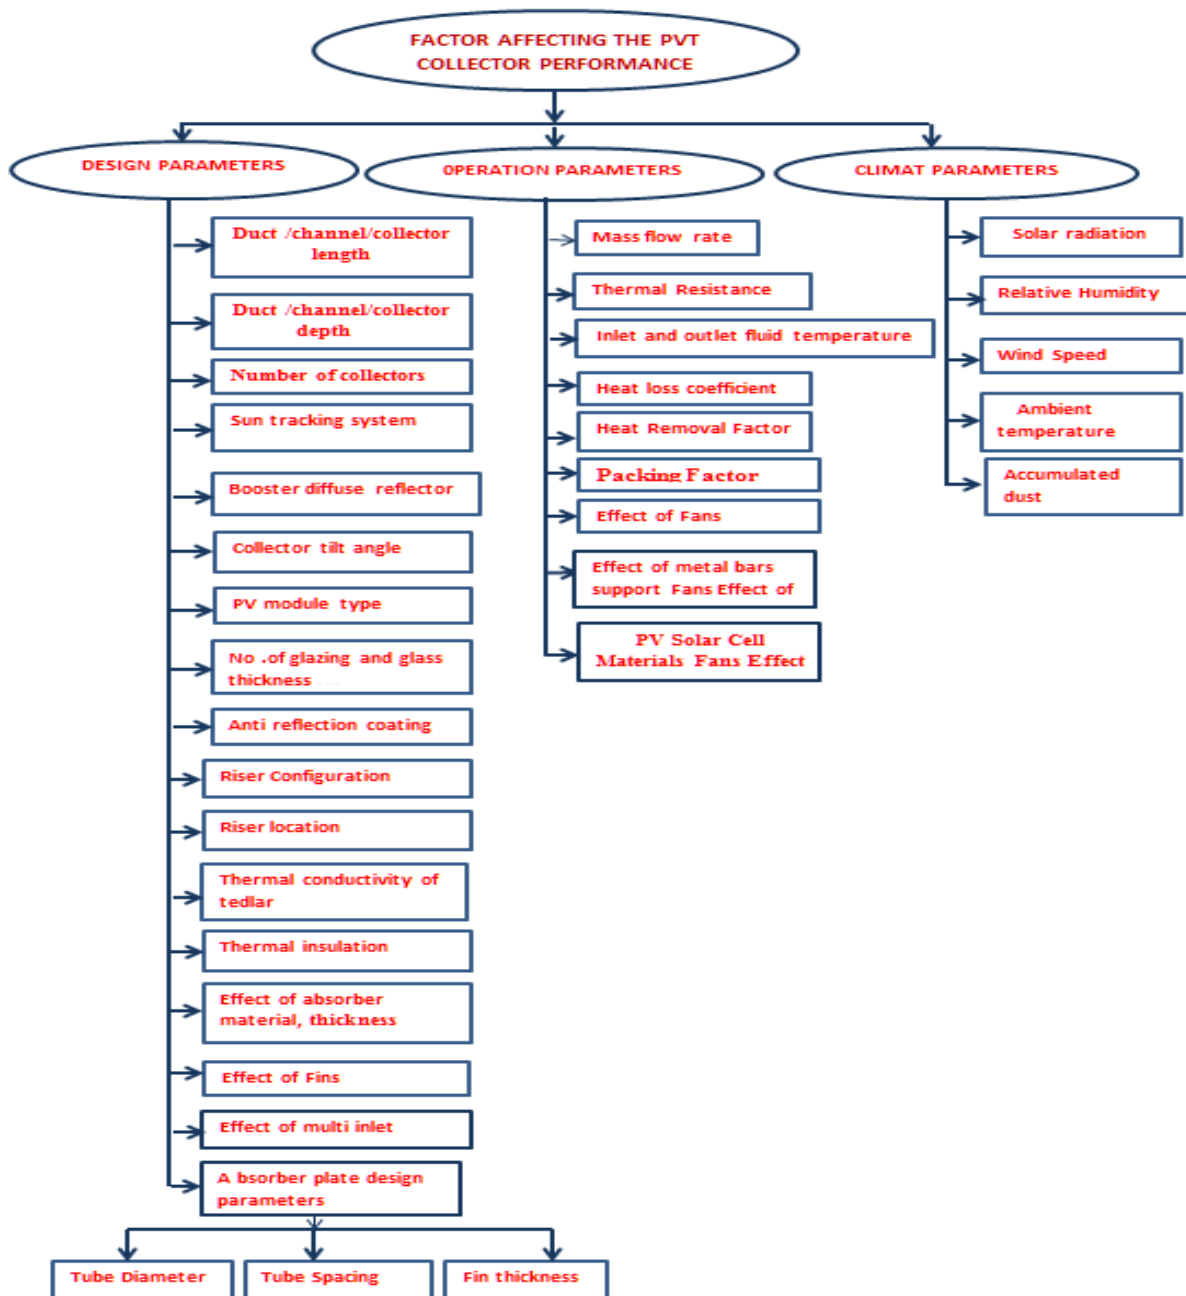 FACTOR AFFECTING THE PVT
COLLECTOR PERFORMANCE
DESIGN PARAMETERS
0PERATION PARAMETERS
CLIMAT PARAMETERS
Duct /channel/collector
length
Duct /channel/collector
depth
Number of collectors
Sun tracking system
Booster diffuse reflector
Collector tilt angle
PV module type
No .of glazing and glass
thickness
Anti reflection coating
Riser Configuration
Riser location
Thermal conductivity of
tedlar
Thermal insulation
Effect of absorber
material, thickness
Effect of Fins
Effect of multi inlet
A bsorber plate design
parameters
Tube Diameter
Tube Spacing
Fin thickness
Mass flow rate
Thermal Resistance
Inlet and outlet fluid temperature
Heat loss coefficient
Heat Removal Factor
Packing Factor
Effect of Fans
Effect of metal bars
support Fans Effect of
PV Solar Cell
Materials Fans Effect
Solar radiation
Relative Humidity
Wind Speed
Ambient
temperature
Accumulated
dust